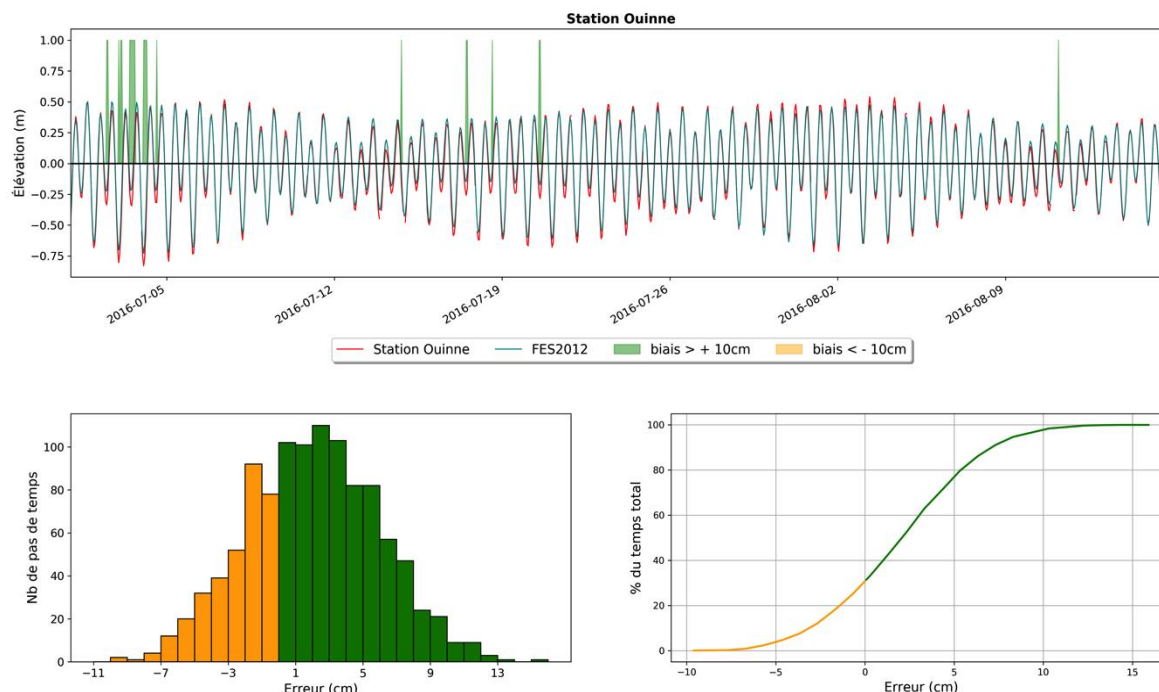 Station Ouinne
1.00
0.75
0.50
0.25
0.00
−0.25
−0.50
−0.75
Élévation (m)
2016-07-05
2016-07-12
2016-07-19
2016-07-26
2016-08-02
2016-08-09
Station Ouinne FES2012 biais > + 10cm biais < - 10cm
100
80
60
40
20
0
Nb de pas de temps
−11 −7 −3 1 5 9 13
Erreur (cm)
100
80
60
40
20
0
% du temps total
−10 −5 0 5 10 15
Erreur (cm)